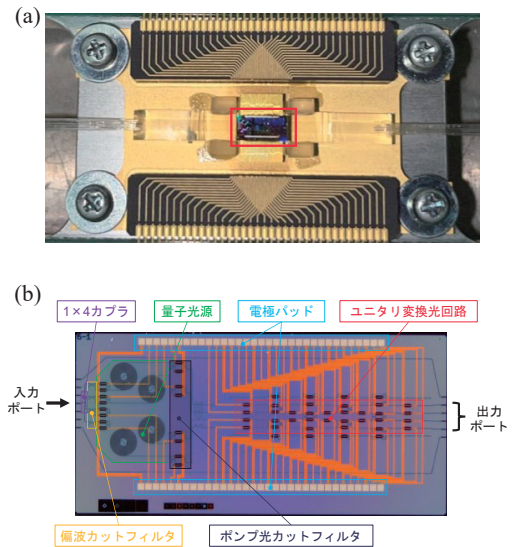 (a)
(b)
1×4カプラ
量子光源
電極パッド
ユニタリ変換光回路
入力
ポート
出力
ポート
偏波カットフィルタ
ポンプ光カットフィルタ